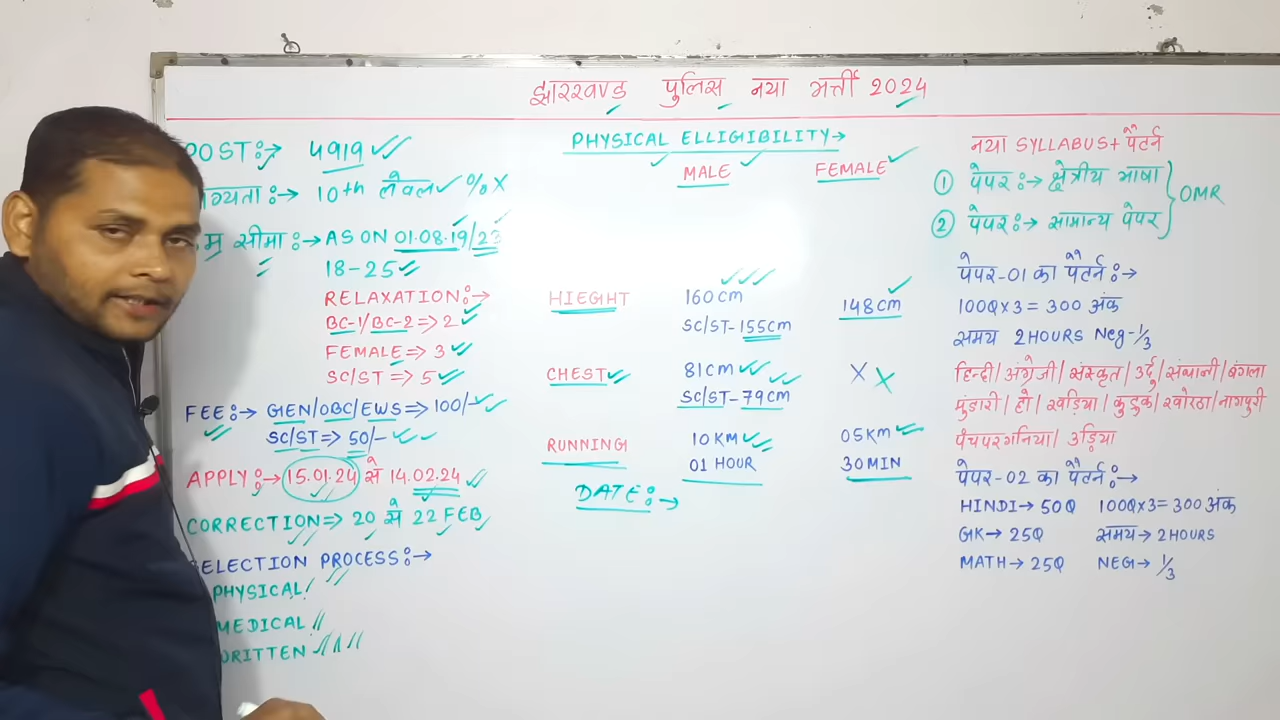 झारखण्ड पुलिस नया भर्ती 2024
POST:→ 4919
ग्यता:→ 10th लेवल %X
सीमा:→ AS ON 01.08.19/23
18-25
RELAXATION:→
BC-1/BC-2 => 2
FEMALE => 3
SC/ST => 5
FEE:→ GEN/OBC/EWS => 100/-
SC/ST => 50/-
APPLY:→ 15.01.24 से 14.02.24
CORRECTION => 20 से 22 FEB
SELECTION PROCESS:→
PHYSICAL
MEDICAL
WRITTEN
PHYSICAL ELLIGIBILITY→
MALE FEMALE
HIEGHT 160cm 148cm
SC/ST-155cm
CHEST 81cm X X
SC/ST-79cm
RUNNING 10KM 05KM
01 HOUR 30MIN
DATE:→
नया SYLLABUS+ पैटर्न
① पेपर:→ क्षेत्रीय भाषा
② पेपर:→ सामान्य पेपर
OMR
पेपर-01 का पैटर्न:→
100Q×3=300 अंक
समय 2HOURS Neg-1/3
हिन्दी/अंग्रेजी/संस्कृत/उर्दु/संथाली/बंगला
मुंडारी/हो/खड़िया/कुडुक/खोरठा/नागपुरी
पंचपरगनिया/उड़िया
पेपर-02 का पैटर्न:→
HINDI→50Q 100Q×3=300 अंक
GK→25Q समय→2HOURS
MATH→25Q NEG→1/3